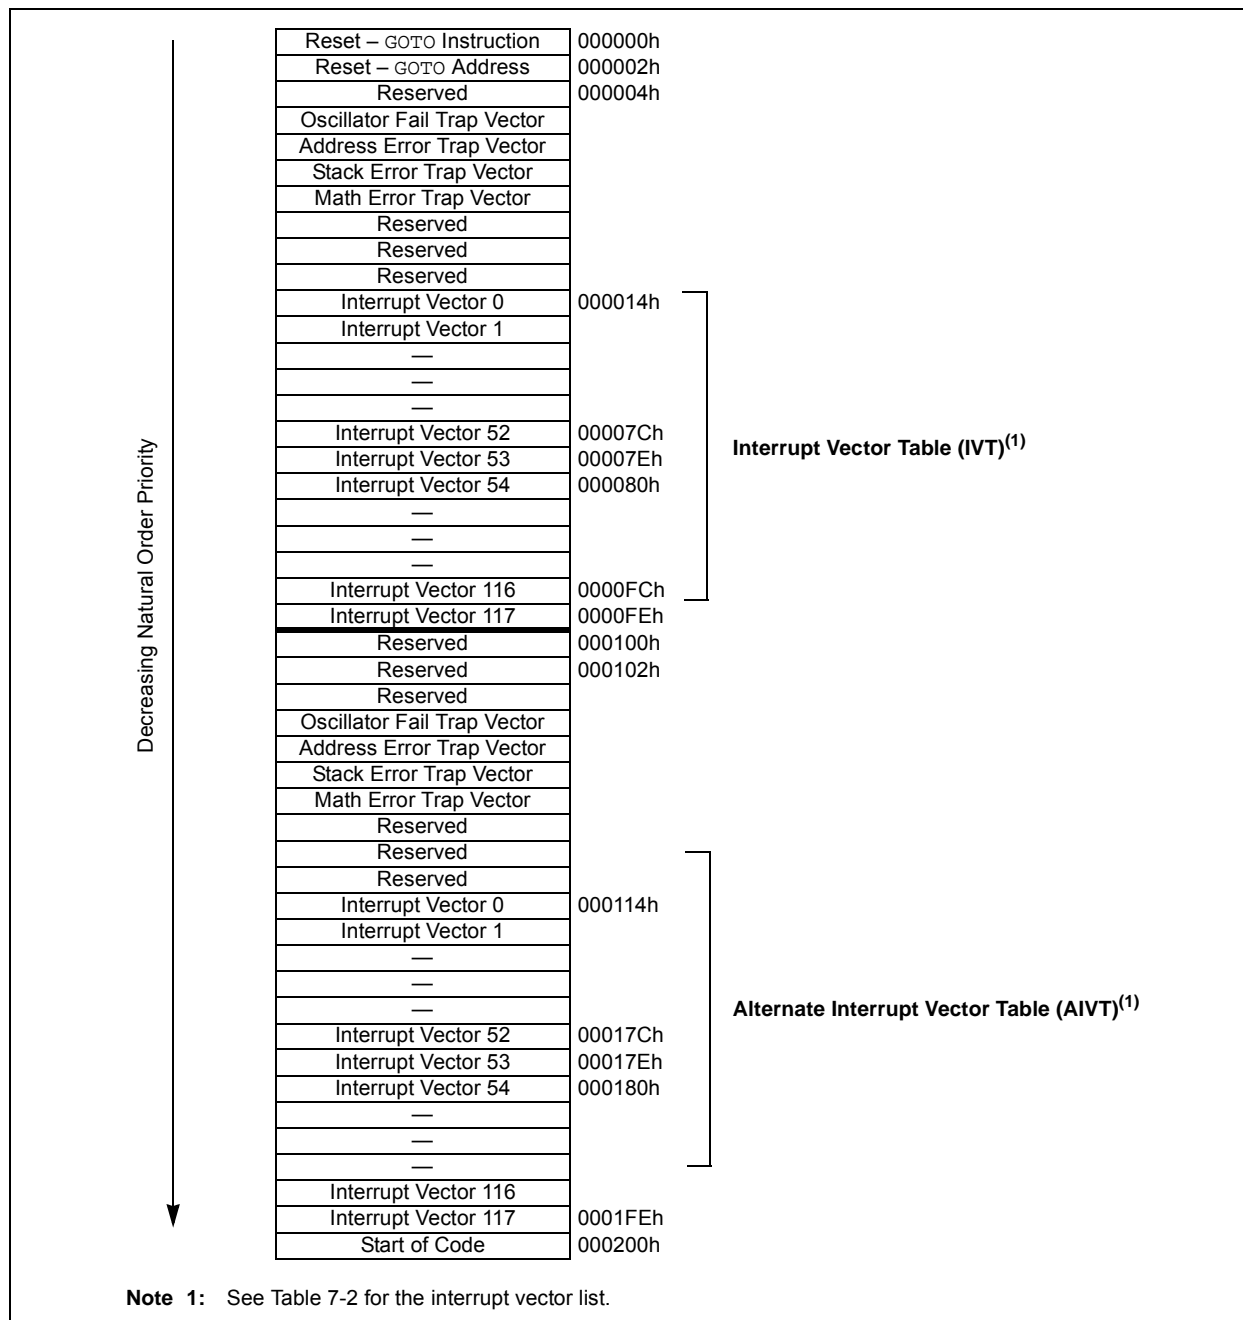 Reset – GOTO Instruction 000000h
Reset – GOTO Address 000002h
Reserved 000004h
Oscillator Fail Trap Vector
Address Error Trap Vector
Stack Error Trap Vector
Math Error Trap Vector
Reserved
Reserved
Reserved
Interrupt Vector 0 000014h
Interrupt Vector 1
—
—
—
Interrupt Vector 52 00007Ch
Interrupt Vector 53 00007Eh
Interrupt Vector 54 000080h
—
—
—
Interrupt Vector 116 0000FCh
Interrupt Vector 117 0000FEh
Reserved 000100h
Reserved 000102h
Reserved
Oscillator Fail Trap Vector
Address Error Trap Vector
Stack Error Trap Vector
Math Error Trap Vector
Reserved
Reserved
Reserved
Interrupt Vector 0 000114h
Interrupt Vector 1
—
—
—
Interrupt Vector 52 00017Ch
Interrupt Vector 53 00017Eh
Interrupt Vector 54 000180h
—
—
—
Interrupt Vector 116
Interrupt Vector 117 0001FEh
Start of Code 000200h
Decreasing Natural Order Priority
Interrupt Vector Table (IVT)(1)
Alternate Interrupt Vector Table (AIVT)(1)
Note 1: See Table 7-2 for the interrupt vector list.